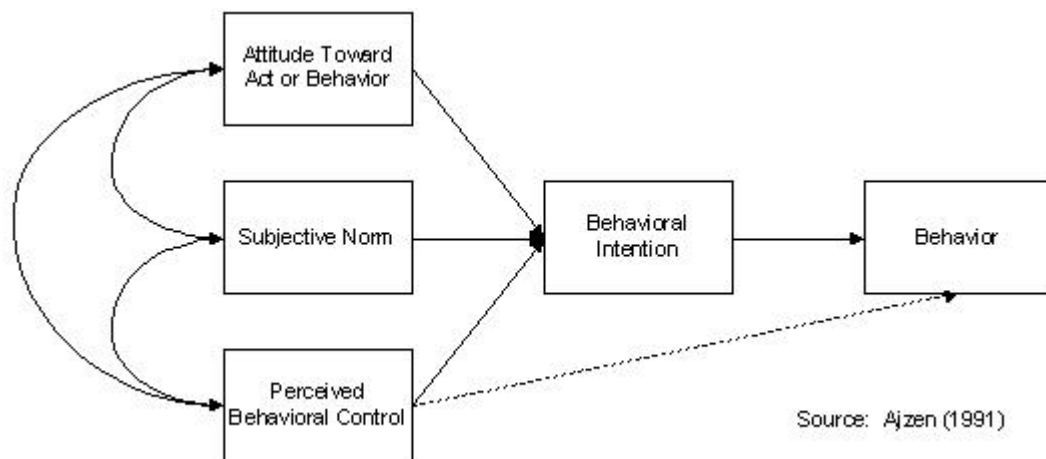 Attitude Toward
Act or Behavior
Subjective Norm
Behavioral
Intention
Behavior
Perceived
Behavioral Control
Source: Ajzen (1991)